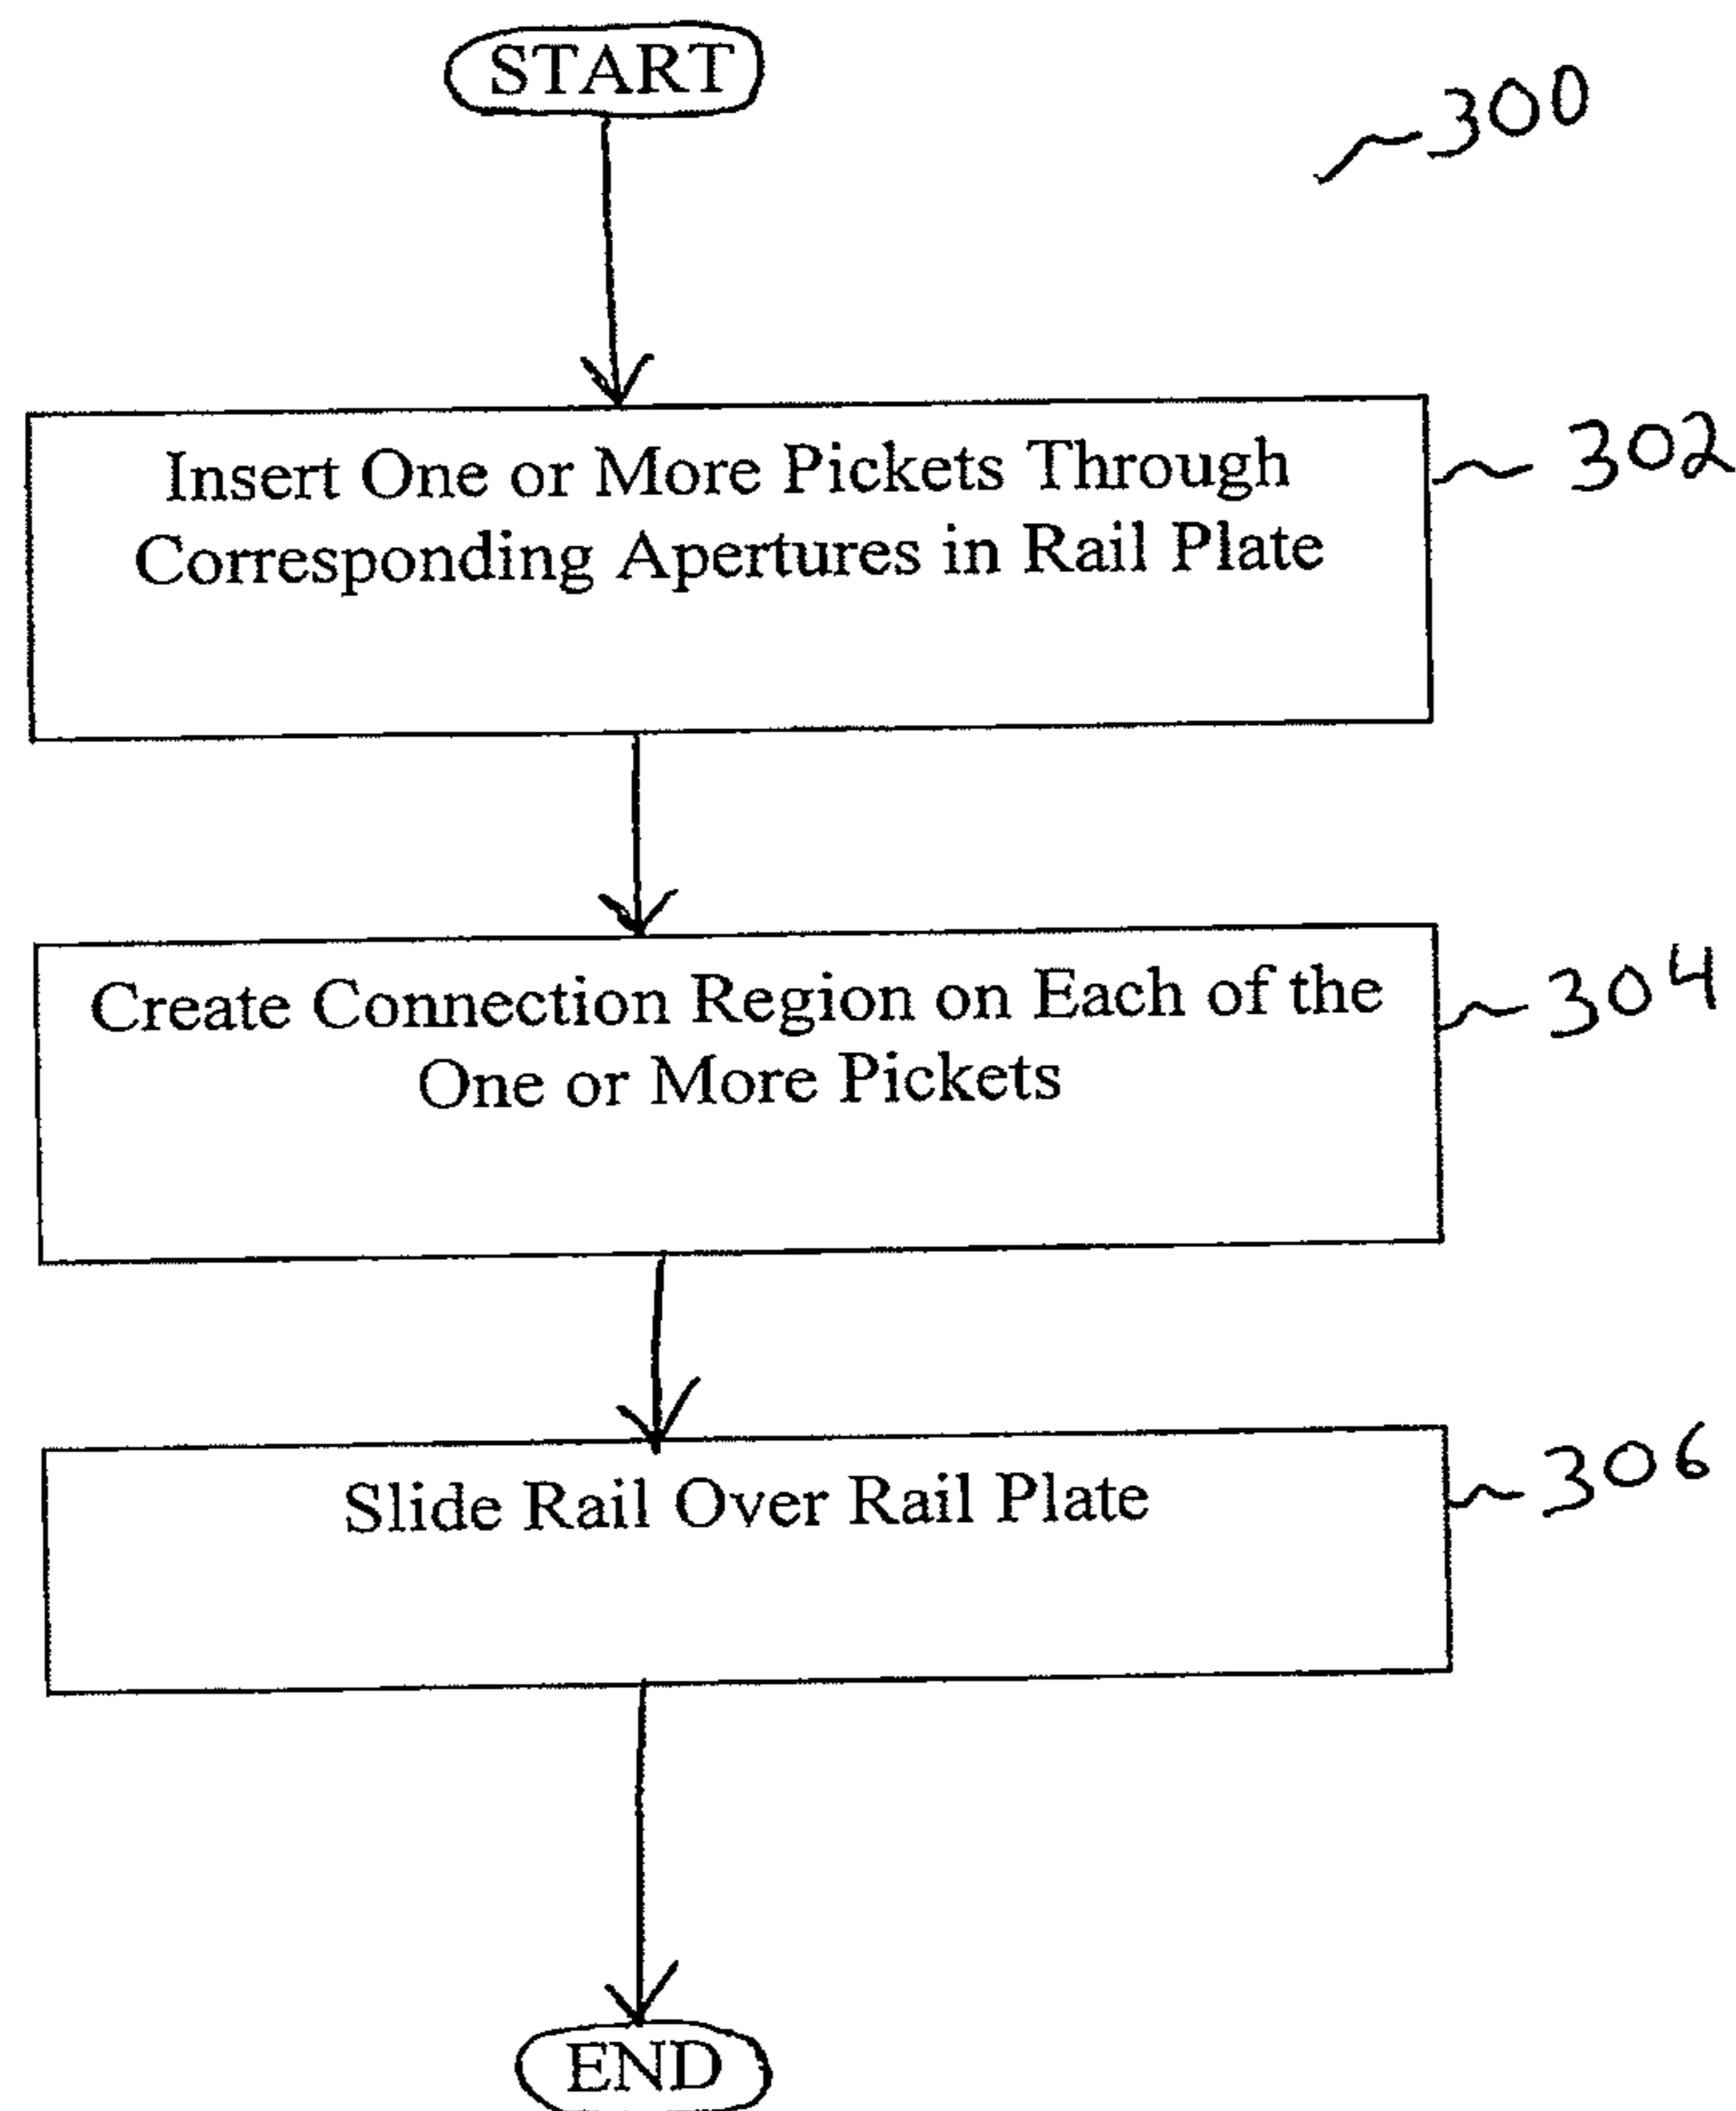 START
300
Insert One or More Pickets Through
Corresponding Apertures in Rail Plate
302
Create Connection Region on Each of the
One or More Pickets
304
Slide Rail Over Rail Plate
306
END